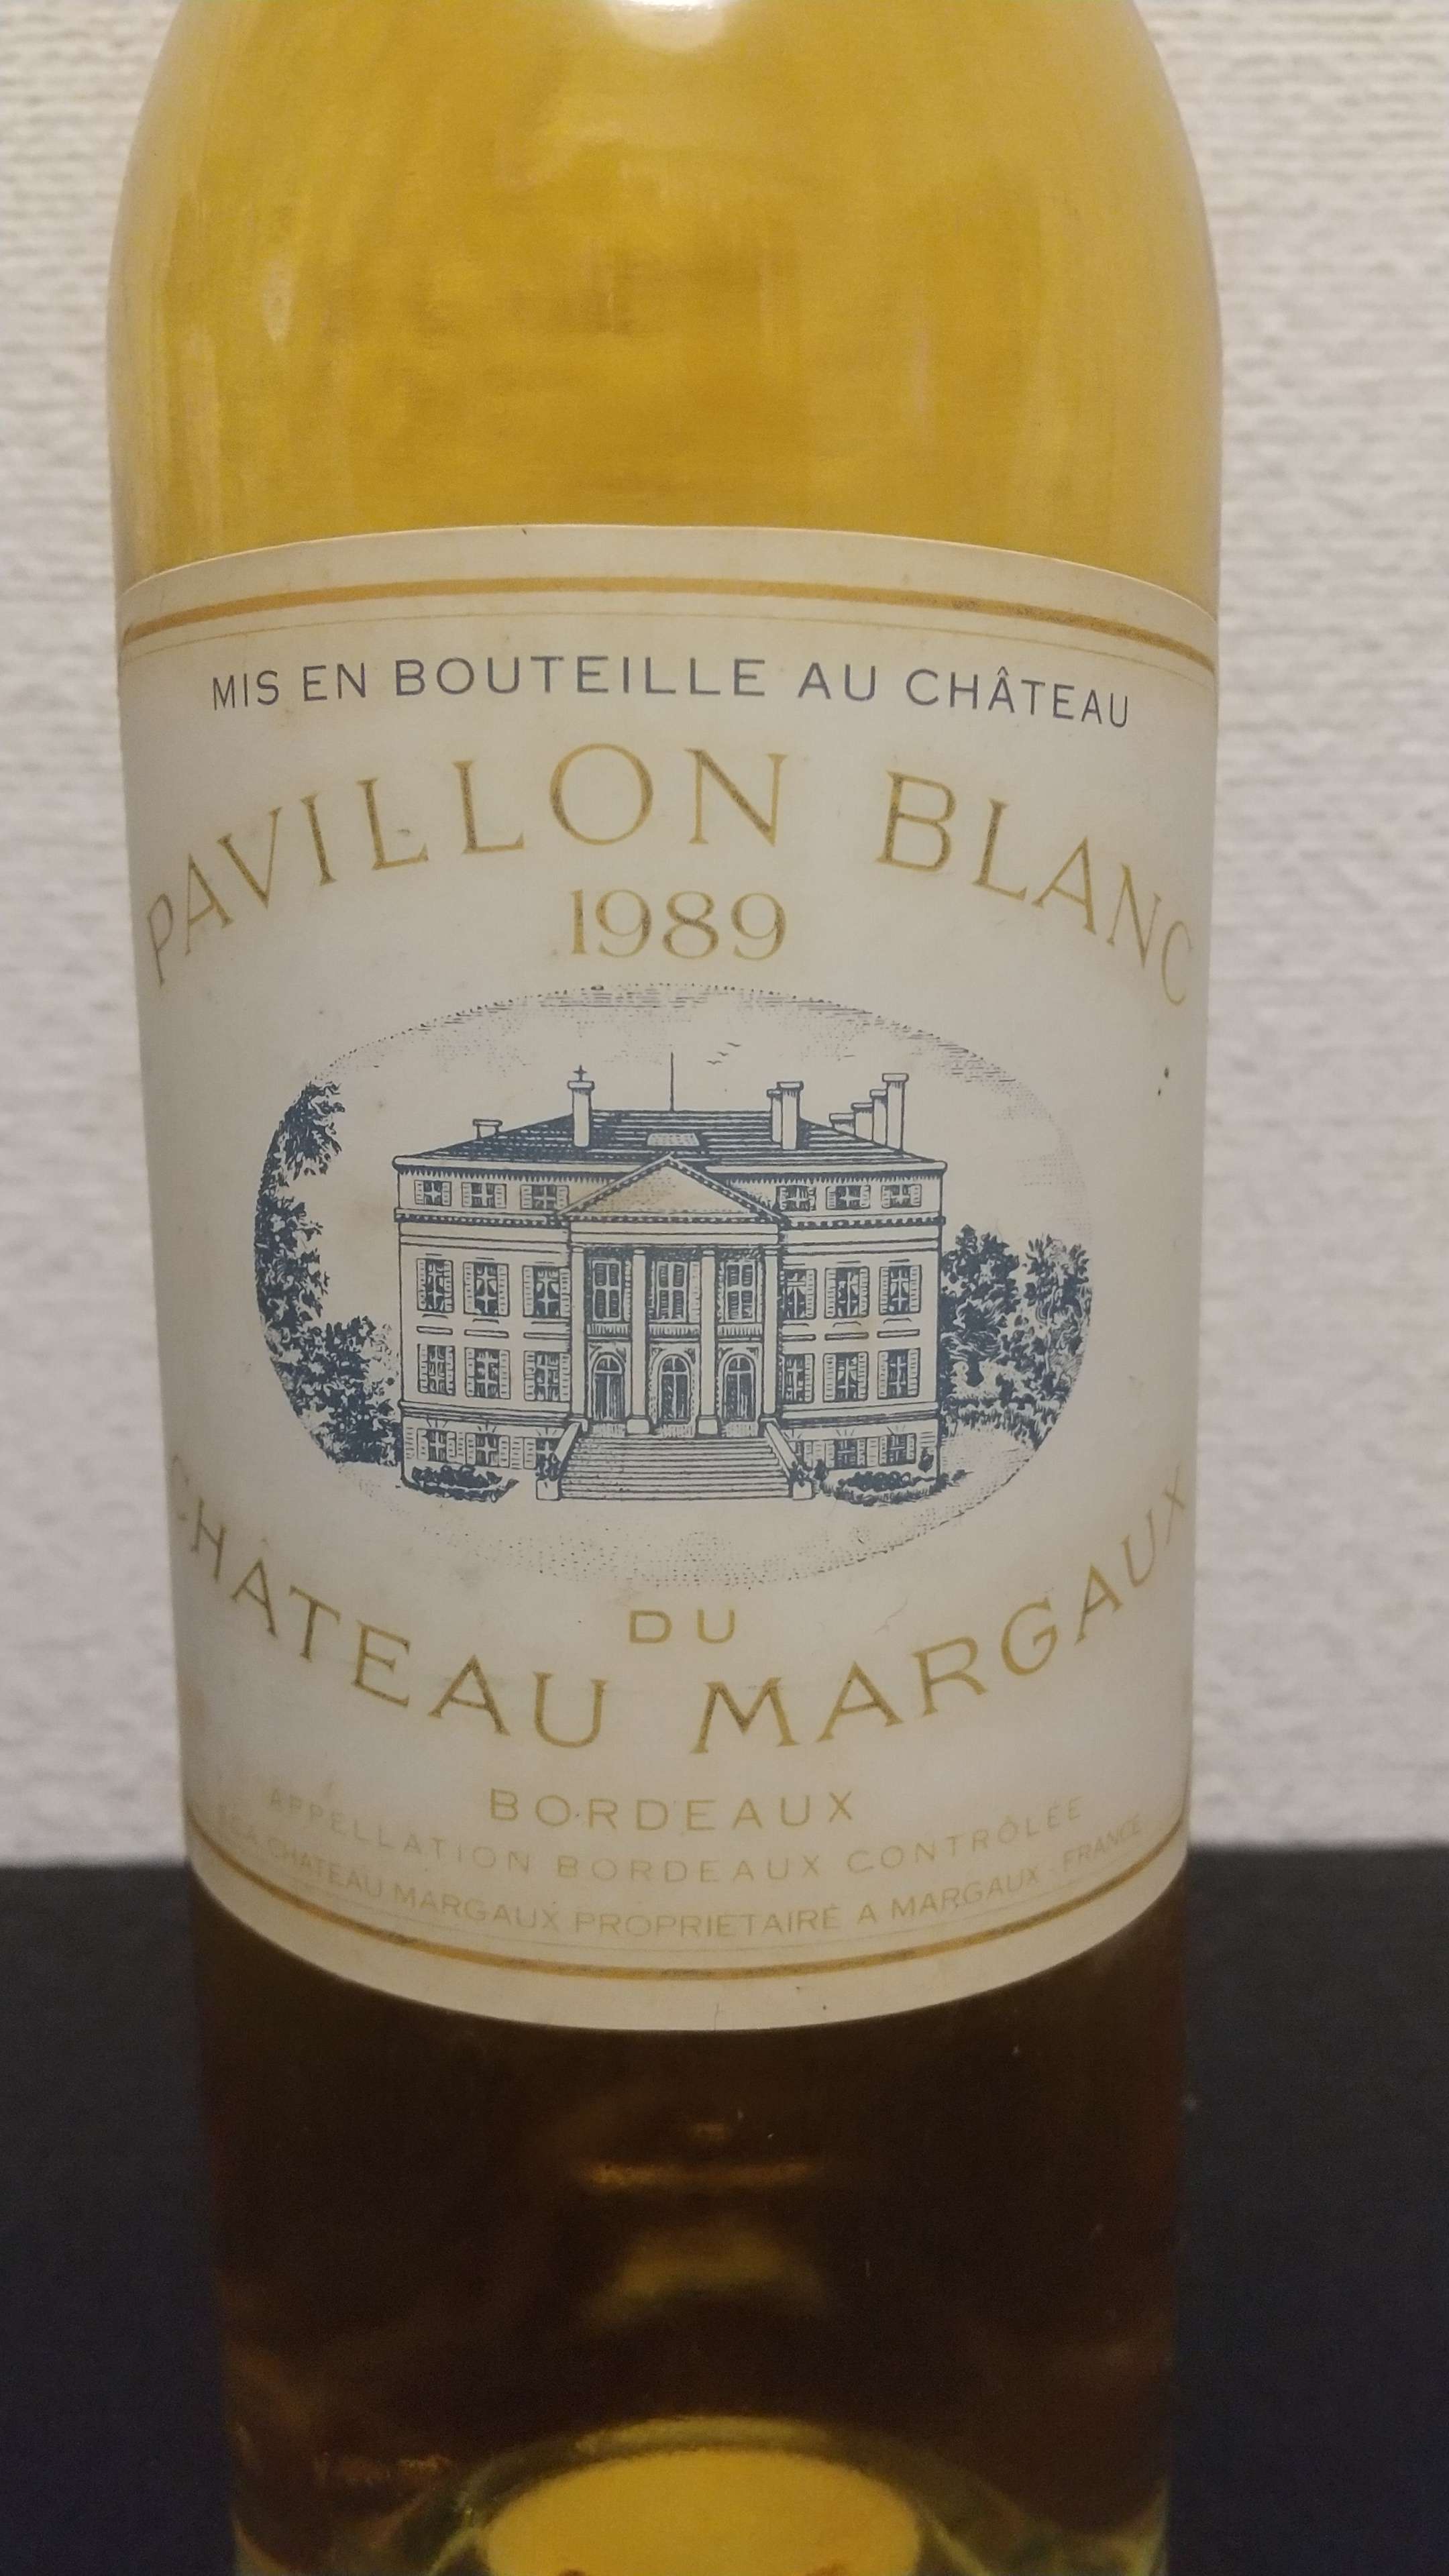 MIS EN BOUTEILLE AU CHÂTEAU
PAVILLON BLANC
1989
DU
CHÂTEAU MARGAUX
BORDEAUX
APPELLATION BORDEAUX CONTRÔLÉE
CHATEAU MARGAUX PROPRIETAIRE A MARGAUX - FRANCE